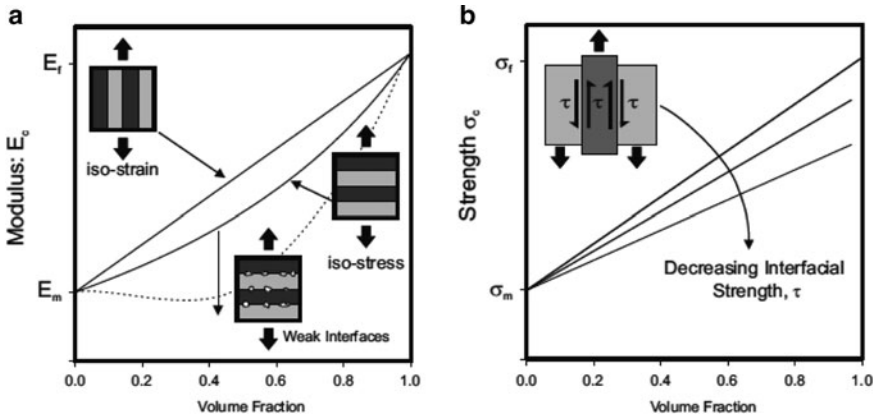 a
Modulus: E_c
E_f
E_m
iso-strain
iso-stress
Weak Interfaces
0.0 0.2 0.4 0.6 0.8 1.0
Volume Fraction
b
Strength σ_c
σ_f
σ_m
τ τ τ
Decreasing Interfacial
Strength, τ
0.0 0.2 0.4 0.6 0.8 1.0
Volume Fraction